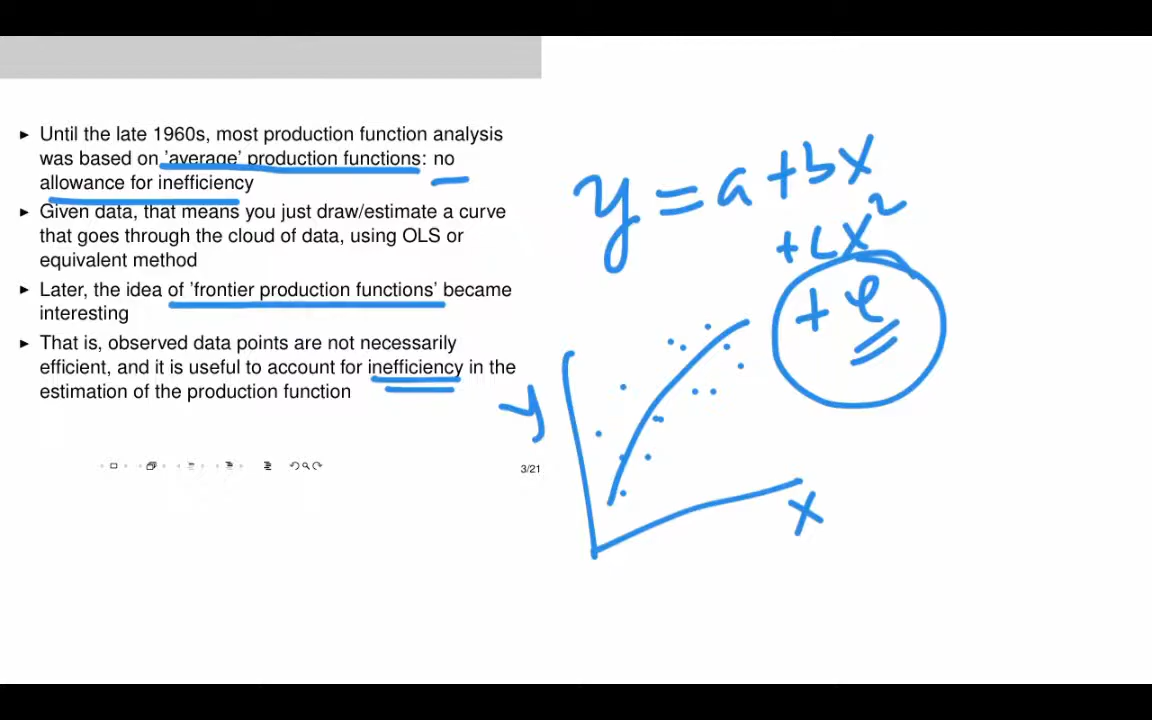 Until the late 1960s, most production function analysis
was based on 'average' production functions: no
allowance for inefficiency
Given data, that means you just draw/estimate a curve
that goes through the cloud of data, using OLS or
equivalent method
Later, the idea of 'frontier production functions' became
interesting
That is, observed data points are not necessarily
efficient, and it is useful to account for inefficiency in the
estimation of the production function
3/21
y = a + bx
+ cx²
+ e
y
x